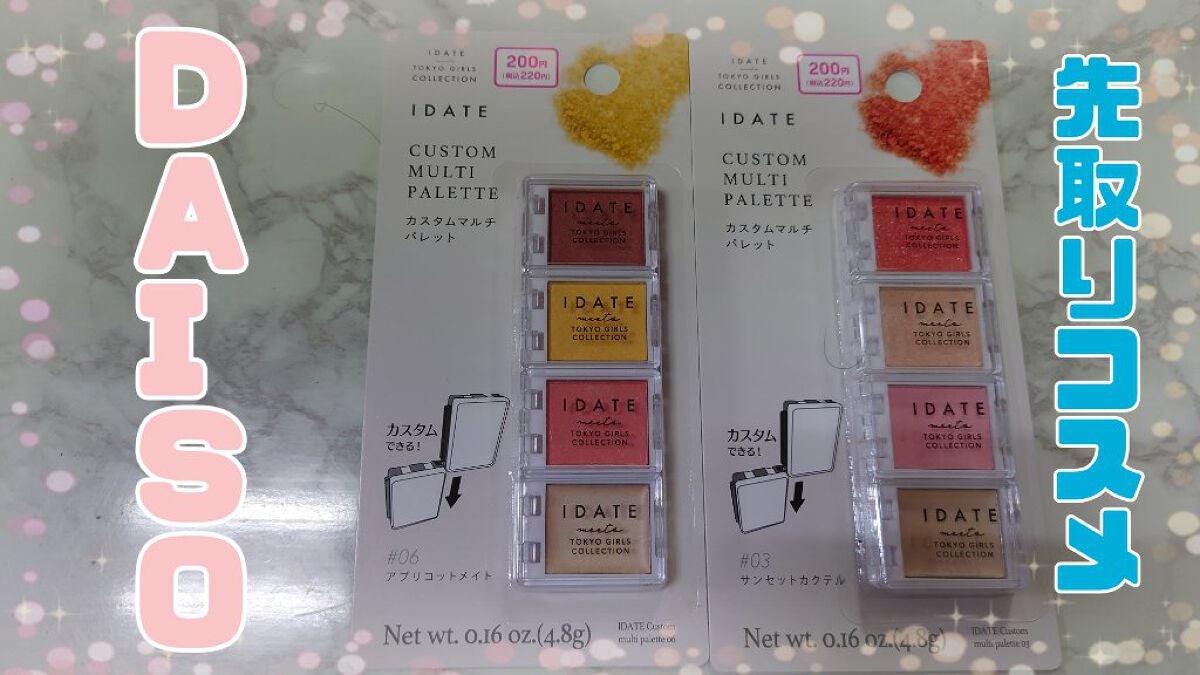 DAISO
IDATE
meets
TOKYO GIRLS
COLLECTION
200円
(税込220円)
IDATE
CUSTOM
MULTI
PALETTE
カスタムマルチ
パレット
IDATE
meets
TOKYO GIRLS
COLLECTION
IDATE
meets
TOKYO GIRLS
COLLECTION
IDATE
meets
TOKYO GIRLS
COLLECTION
IDATE
meets
TOKYO GIRLS
COLLECTION
カスタム
できる!
#06
アプリコットメイト
Net wt. 0.16 oz.(4.8g)
IDATE Custom
multi palette 06
IDATE
meets
TOKYO GIRLS
COLLECTION
200円
(税込220円)
IDATE
CUSTOM
MULTI
PALETTE
カスタムマルチ
パレット
IDATE
meets
TOKYO GIRLS
COLLECTION
IDATE
meets
TOKYO GIRLS
COLLECTION
IDATE
meets
TOKYO GIRLS
COLLECTION
IDATE
meets
TOKYO GIRLS
COLLECTION
カスタム
できる!
#03
サンセットカクテル
Net wt. 0.16 oz.(4.8g)
IDATE Custom
multi palette 03
先取りコスメ